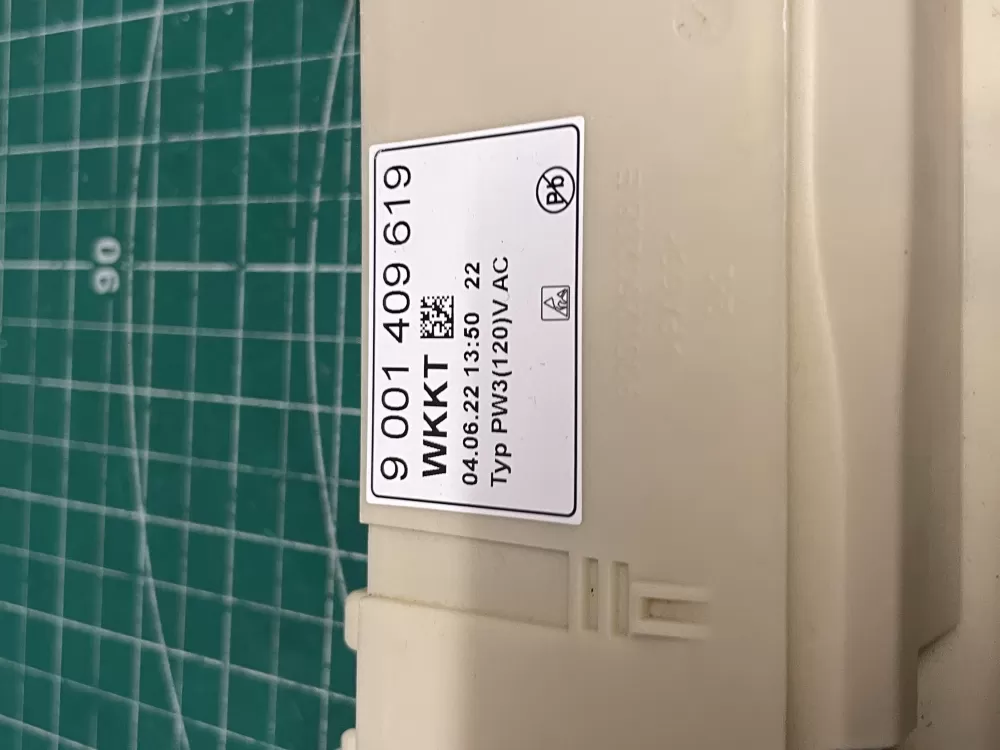 9 001 409 619
WKKT
04.06.22 13:50 22
Typ PW3(120)V AC
Pb
90